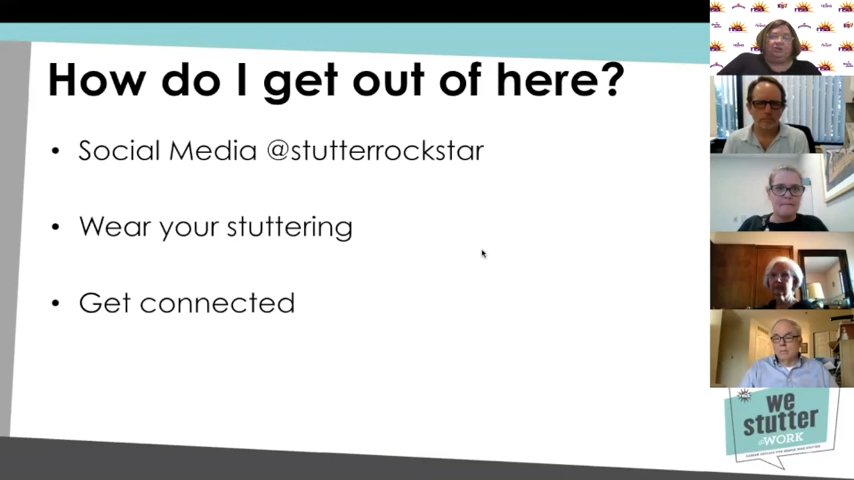 How do I get out of here?
• Social Media @stutterrockstar
• Wear your stuttering
• Get connected
we
stutter
@WORK